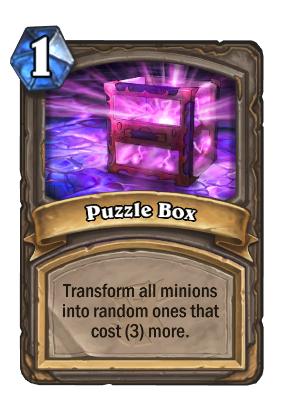 1
Puzzle Box
Transform all minions
into random ones that
cost (3) more.